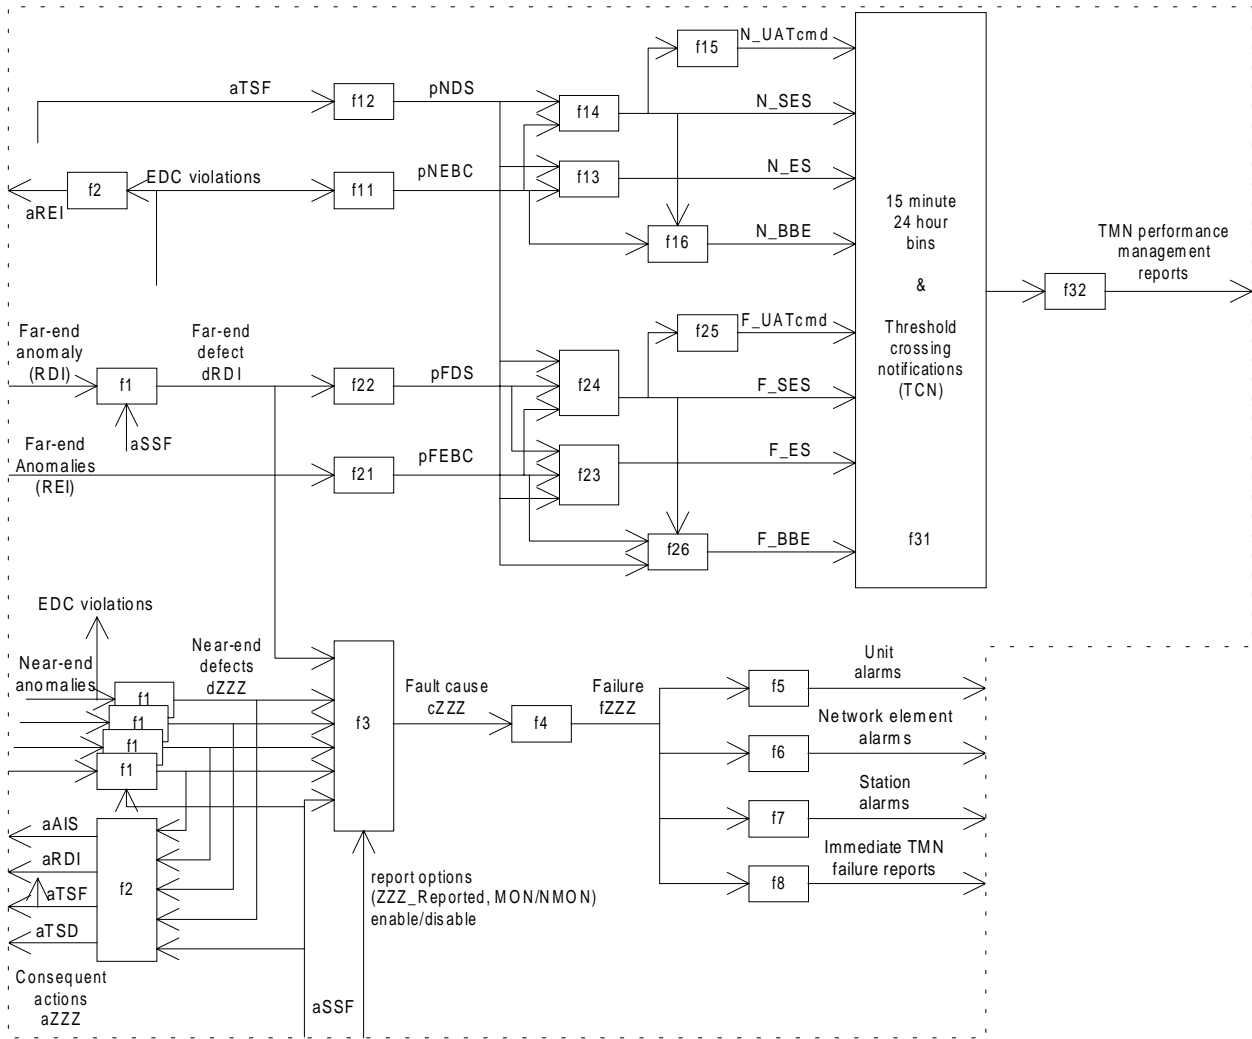 N_UATcmd
f15
aTSF
f12
pNDS
f14
N_SES
EDC violations
f2
aREI
f11
pNEBC
f13
N_ES
f16
N_BBE
15 minute
24 hour
bins
&
Threshold
crossing
notifications
(TCN)
f31
TMN performance
management
reports
f32
F_UATcmd
f25
Far-end
anomaly
(RDI)
f1
aSSF
Far-end
defect
dRDI
f22
pFDS
f24
F_SES
Far-end
Anomalies
(REI)
f21
pFEBC
f23
F_ES
f26
F_BBE
EDC violations
Near-end
anomalies
f1
f1
f1
f1
Near-end
defects
dZZZ
f3
Fault cause
cZZZ
f4
Failure
fZZZ
f5
Unit
alarms
f6
Network element
alarms
f7
Station
alarms
f8
Immediate TMN
failure reports
aAIS
aRDI
aTSF
aTSD
f2
Consequent
actions
aZZZ
report options
(ZZZ_Reported, MON/NMON)
enable/disable
aSSF